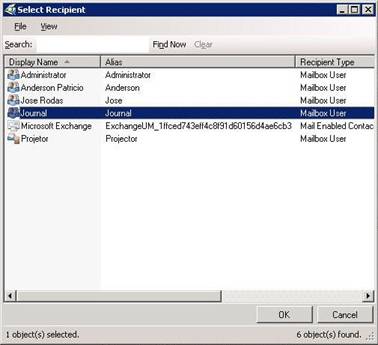 Select Recipient
File View
Search: Find Now Clear
Display Name Alias Recipient Type
Administrator Administrator Mailbox User
Anderson Patricio Anderson Mailbox User
Jose Rodas Jose Mailbox User
Journal Journal Mailbox User
Microsoft Exchange ExchangeUM_1ffced743eff4c8f91d60156d4ae6cb3 Mail Enabled Contac
Projetor Projector Mailbox User
OK Cancel
1 object(s) selected. 6 object(s) found.